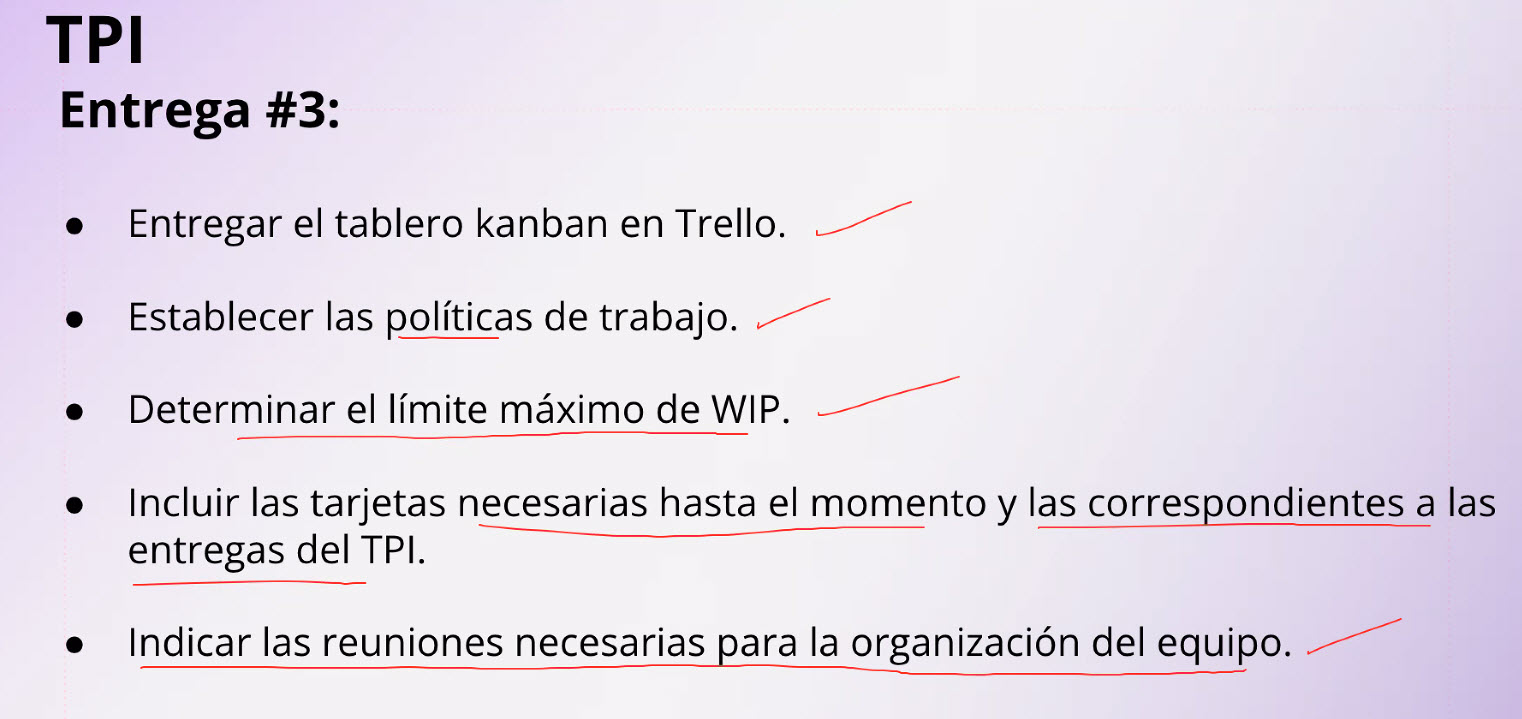 TPI
Entrega #3:
● Entregar el tablero kanban en Trello.
● Establecer las políticas de trabajo.
● Determinar el límite máximo de WIP.
● Incluir las tarjetas necesarias hasta el momento y las correspondientes a las
entregas del TPI.
● Indicar las reuniones necesarias para la organización del equipo.